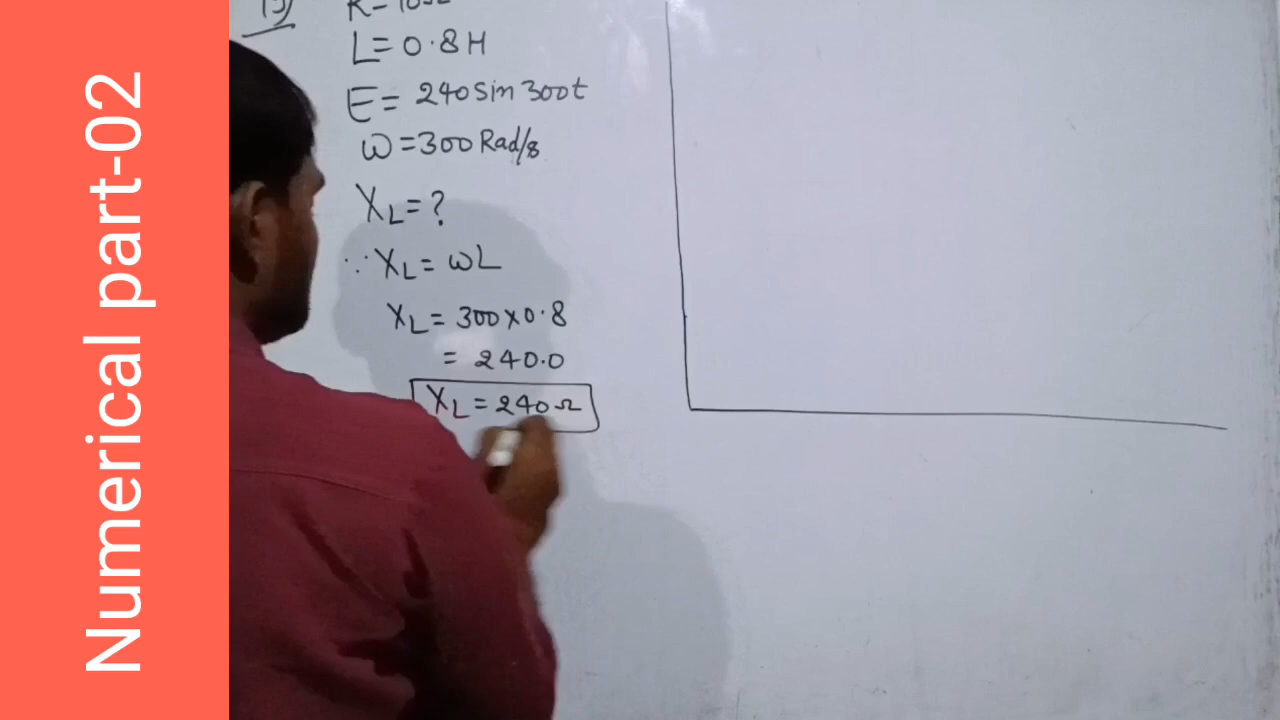 Numerical part-02
L = 0.8 H
E = 240 Sin 300t
ω = 300 Rad/s
X_L = ?
∵ X_L = ωL
X_L = 300 × 0.8
= 240.0
X_L = 240 Ω